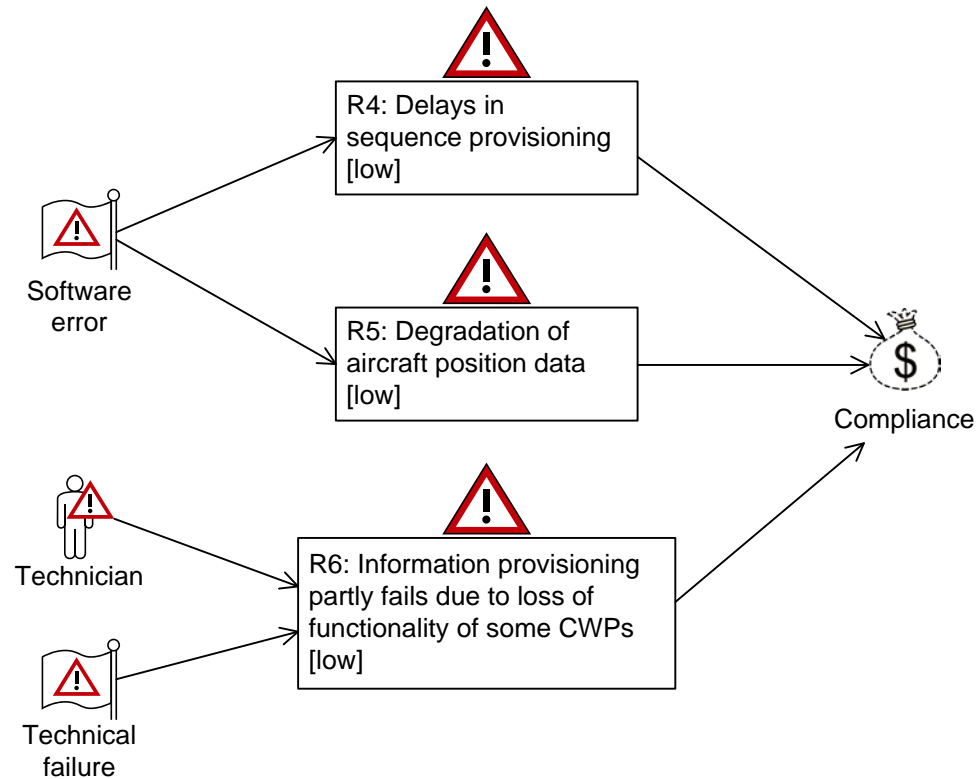 R4: Delays in
sequence provisioning
[low]
Software
error
R5: Degradation of
aircraft position data
[low]
$
Compliance
Technician
R6: Information provisioning
partly fails due to loss of
functionality of some CWPs
[low]
Technical
failure